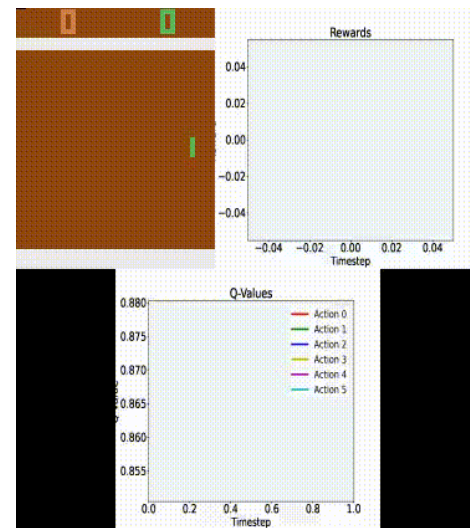 0 0
Rewards
0.04
0.02
0.00
−0.02
−0.04
−0.04 −0.02 0.00 0.02 0.04
Timestep
Q-Values
0.880
0.875
0.870
0.865
0.860
0.855
Action 0
Action 1
Action 2
Action 3
Action 4
Action 5
0.0 0.2 0.4 0.6 0.8 1.0
Timestep